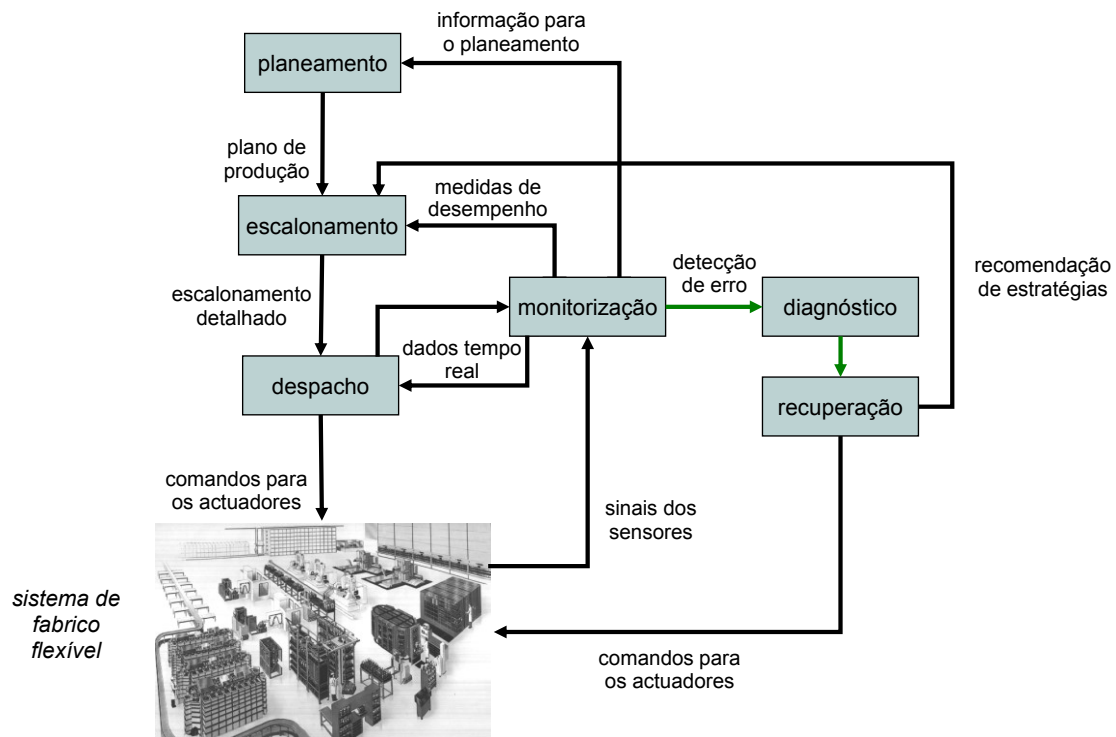 informação para
o planeamento
planeamento
plano de
produção
medidas de
desempenho
escalonamento
detecção
de erro
recomendação
de estratégias
escalonamento
detalhado
monitorização
diagnóstico
dados tempo
real
despacho
recuperação
comandos para
os actuadores
sinais dos
sensores
sistema de
fabrico
flexível
comandos para
os actuadores